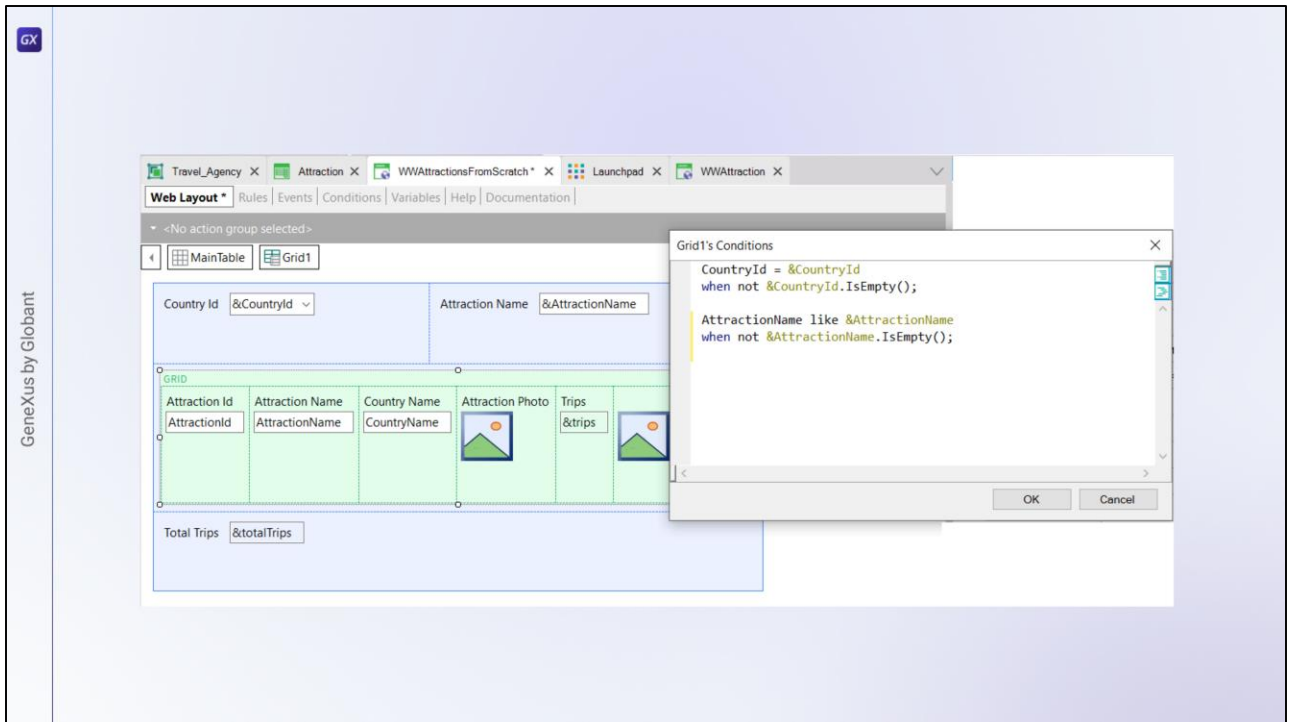 GX
GeneXus by Globant
Travel_Agency X Attraction X WWAttractionsFromScratch * X Launchpad X WWAttraction X
Web Layout * Rules Events Conditions Variables Help Documentation
<No action group selected>
MainTable Grid1
Country Id &CountryId Attraction Name &AttractionName
GRID
Attraction Id Attraction Name Country Name Attraction Photo Trips
AttractionId AttractionName CountryName &trips
Total Trips &totalTrips
Grid1's Conditions
CountryId = &CountryId
when not &CountryId.IsEmpty();
AttractionName like &AttractionName
when not &AttractionName.IsEmpty();
OK Cancel